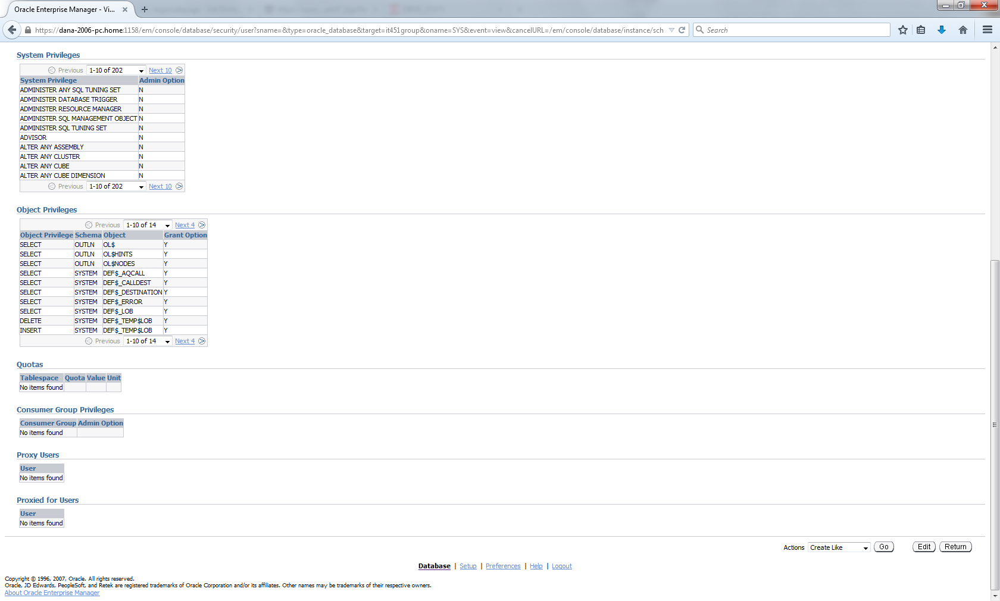 Oracle Enterprise Manager - Vi...
https://dana-2006-pc.home:1158/em/console/database/security/user?sname=&type=oracle_database&target=it451group&oname=SYS&event=view&cancelURL=/em/console/database/instance/sch
Search
System Privileges
Previous 1-10 of 202 Next 10
System Privilege Admin Option
ADMINISTER ANY SQL TUNING SET N
ADMINISTER DATABASE TRIGGER N
ADMINISTER RESOURCE MANAGER N
ADMINISTER SQL MANAGEMENT OBJECT N
ADMINISTER SQL TUNING SET N
ADVISOR N
ALTER ANY ASSEMBLY N
ALTER ANY CLUSTER N
ALTER ANY CUBE N
ALTER ANY CUBE DIMENSION N
Previous 1-10 of 202 Next 10
Object Privileges
Previous 1-10 of 14 Next 4
Object Privilege Schema Object Grant Option
SELECT OUTLN OL$ Y
SELECT OUTLN OL$HINTS Y
SELECT OUTLN OL$NODES Y
SELECT SYSTEM DEF$_AQCALL Y
SELECT SYSTEM DEF$_CALLDEST Y
SELECT SYSTEM DEF$_DESTINATION Y
SELECT SYSTEM DEF$_ERROR Y
SELECT SYSTEM DEF$_LOB Y
DELETE SYSTEM DEF$_TEMP$LOB Y
INSERT SYSTEM DEF$_TEMP$LOB Y
Previous 1-10 of 14 Next 4
Quotas
Tablespace Quota Value Unit
No items found
Consumer Group Privileges
Consumer Group Admin Option
No items found
Proxy Users
User
No items found
Proxied for Users
User
No items found
Actions Create Like Go Edit Return
Database | Setup | Preferences | Help | Logout
Copyright © 1996, 2007, Oracle. All rights reserved.
Oracle, JD Edwards, PeopleSoft, and Retek are registered trademarks of Oracle Corporation and/or its affiliates. Other names may be trademarks of their respective owners.
About Oracle Enterprise Manager